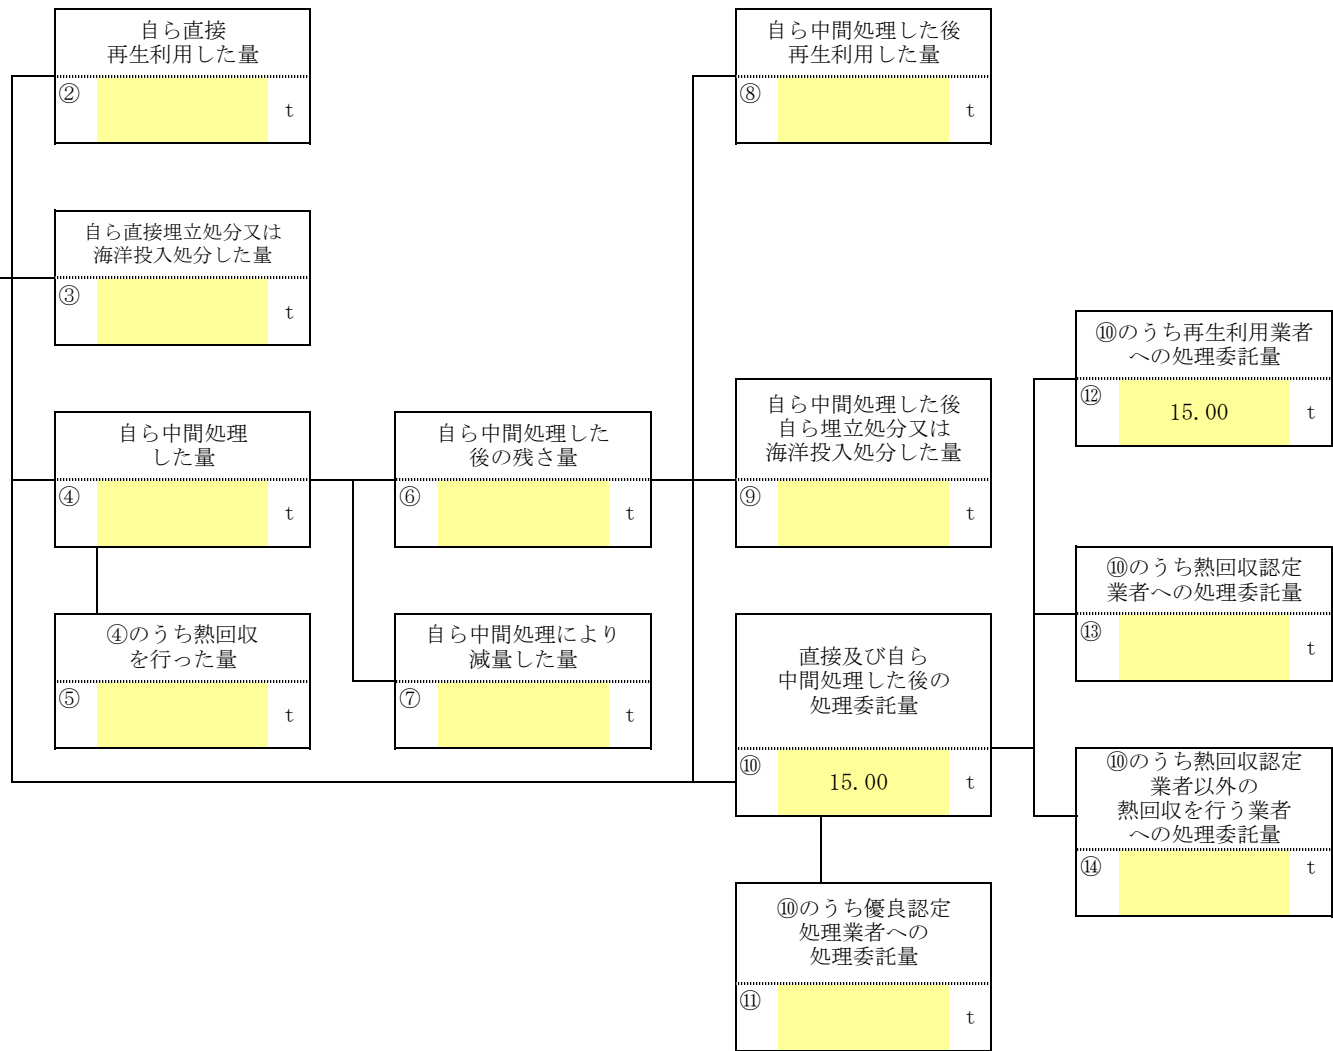 自ら直接
再生利用した量
②
t
自ら中間処理した後
再生利用した量
⑧
t
自ら直接埋立処分又は
海洋投入処分した量
③
t
⑩のうち再生利用業者
への処理委託量
⑫
15.00
t
自ら中間処理
した量
④
t
自ら中間処理した
後の残さ量
⑥
t
自ら中間処理した後
自ら埋立処分又は
海洋投入処分した量
⑨
t
⑩のうち熱回収認定
業者への処理委託量
⑬
t
④のうち熱回収
を行った量
⑤
t
自ら中間処理により
減量した量
⑦
t
直接及び自ら
中間処理した後の
処理委託量
⑩
15.00
t
⑩のうち熱回収認定
業者以外の
熱回収を行う業者
への処理委託量
⑭
t
⑩のうち優良認定
処理業者への
処理委託量
⑪
t